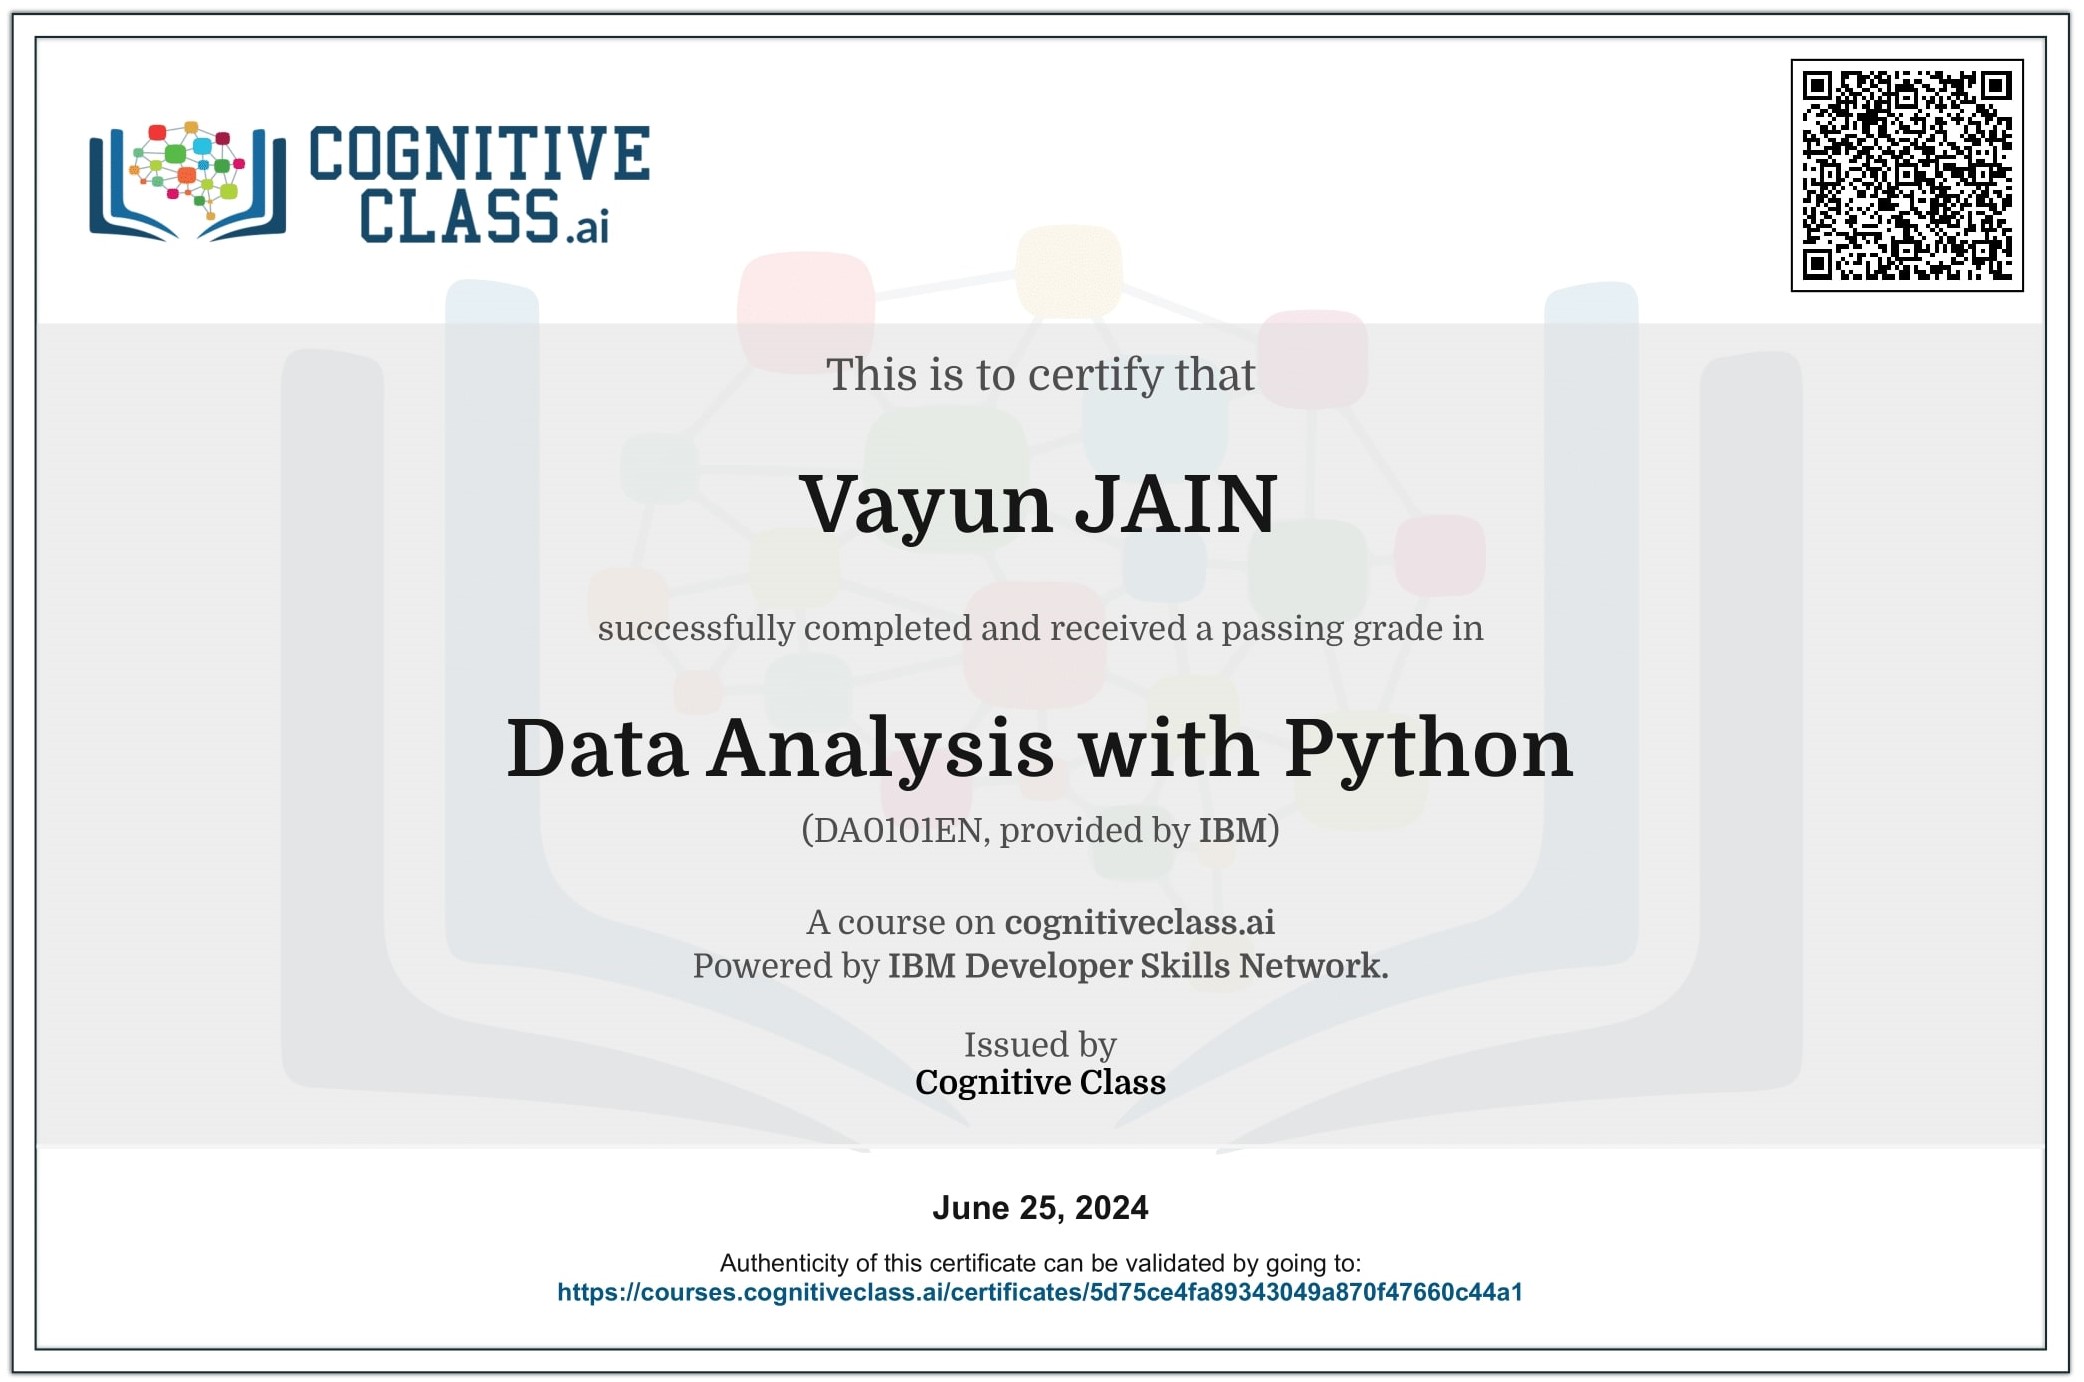 COGNITIVE
CLASS.ai
This is to certify that
Vayun JAIN
successfully completed and received a passing grade in
Data Analysis with Python
(DA0101EN, provided by IBM)
A course on cognitiveclass.ai
Powered by IBM Developer Skills Network.
Issued by
Cognitive Class
June 25, 2024
Authenticity of this certificate can be validated by going to:
https://courses.cognitiveclass.ai/certificates/5d75ce4fa89343049a870f47660c44a1